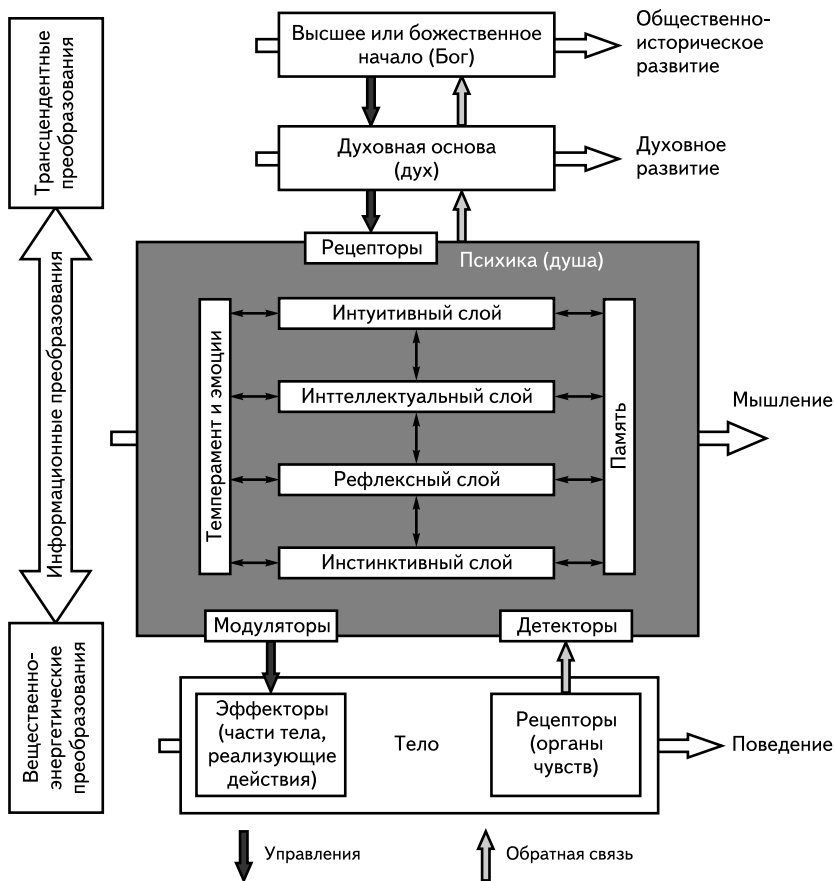 Высшее или божественное
начало (Бог)
Общественно-
историческое
развитие
Трансцендентные
преобразования
Духовная основа
(дух)
Духовное
развитие
Рецепторы
Психика (душа)
Информационные преобразования
Темперамент и эмоции
Интуитивный слой
Инттеллектуальный слой
Рефлексный слой
Инстинктивный слой
Память
Мышление
Модуляторы
Детекторы
Вещественно-
энергетические
преобразования
Эффекторы
(части тела,
реализующие
действия)
Тело
Рецепторы
(органы
чувств)
Поведение
Управления
Обратная связь